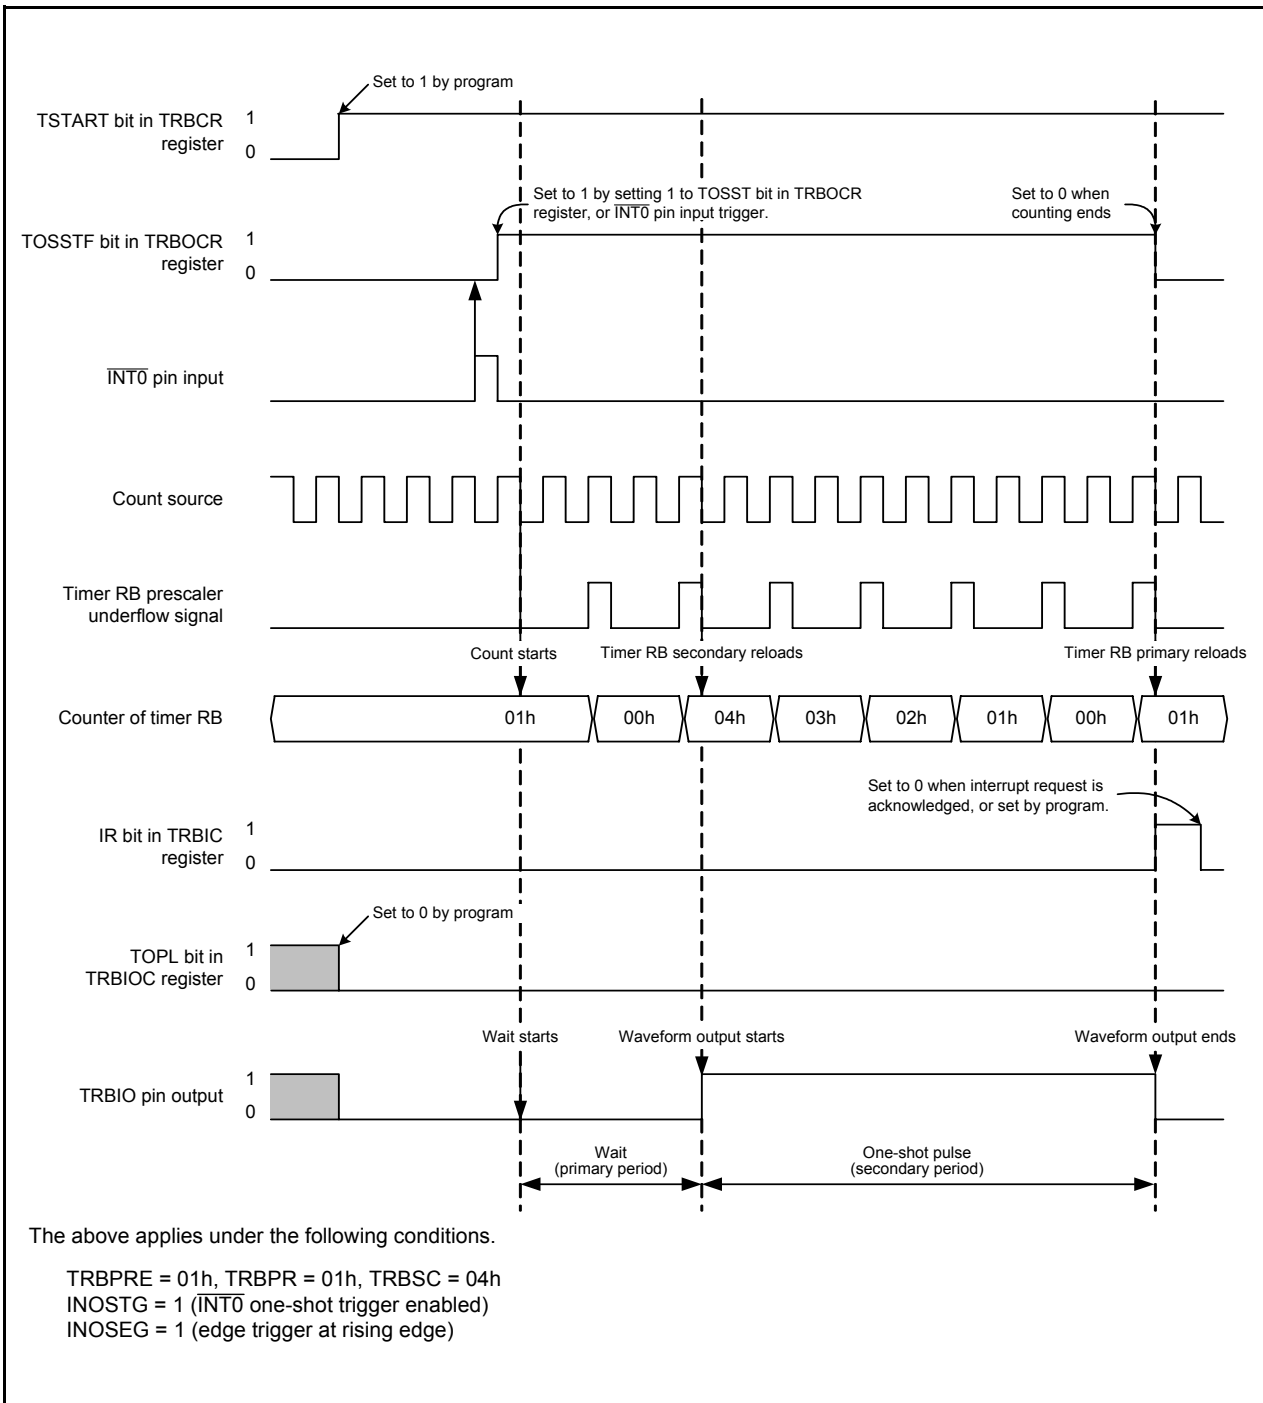 Set to 1 by program
TSTART bit in TRBCR
register
1
0
Set to 1 by setting 1 to TOSST bit in TRBOCR
register, or INT0 pin input trigger.
Set to 0 when
counting ends
TOSSTF bit in TRBOCR
register
1
0
INT0 pin input
Count source
Timer RB prescaler
underflow signal
Count starts
Timer RB secondary reloads
Timer RB primary reloads
Counter of timer RB
01h
00h
04h
03h
02h
01h
00h
01h
Set to 0 when interrupt request is
acknowledged, or set by program.
IR bit in TRBIC
register
1
0
Set to 0 by program
TOPL bit in
TRBIOC register
1
0
Wait starts
Waveform output starts
Waveform output ends
TRBIO pin output
1
0
Wait
(primary period)
One-shot pulse
(secondary period)
The above applies under the following conditions.
TRBPRE = 01h, TRBPR = 01h, TRBSC = 04h
INOSTG = 1 (INT0 one-shot trigger enabled)
INOSEG = 1 (edge trigger at rising edge)